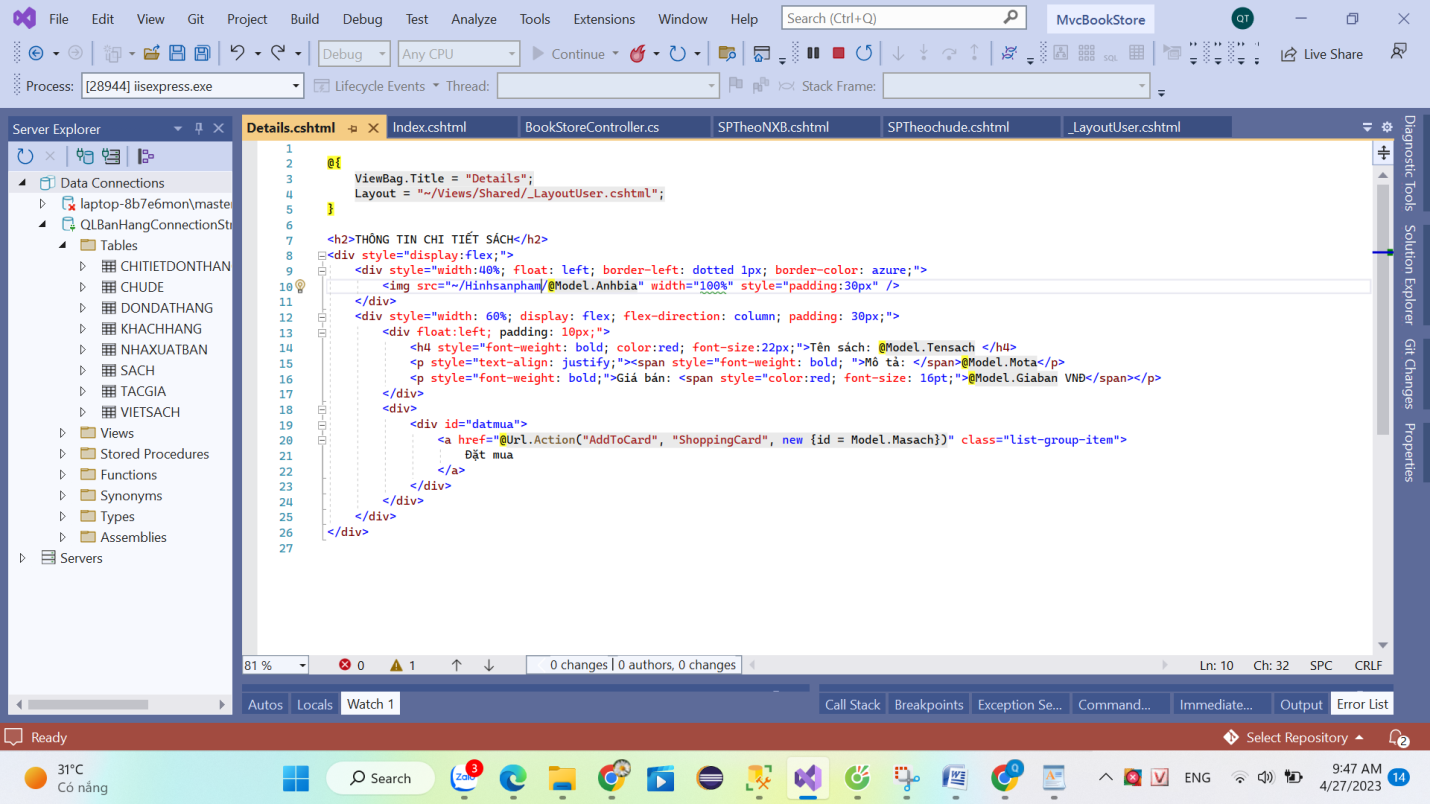 File Edit View Git Project Build Debug Test Analyze Tools Extensions Window Help Search (Ctrl+Q) MvcBookStore QT
Debug Any CPU Continue SQL Live Share
Process: [28944] iisexpress.exe Lifecycle Events Thread: Stack Frame:
Server Explorer
Data Connections
laptop-8b7e6mon\master
QLBanHangConnectionStr
Tables
CHITIETDONTHAN
CHUDE
DONDATHANG
KHACHHANG
NHAXUATBAN
SACH
TACGIA
VIETSACH
Views
Stored Procedures
Functions
Synonyms
Types
Assemblies
Servers
Details.cshtml Index.cshtml BookStoreController.cs SPTheoNXB.cshtml SPTheochude.cshtml _LayoutUser.cshtml
1
2 @{
3 ViewBag.Title = "Details";
4 Layout = "~/Views/Shared/_LayoutUser.cshtml";
5 }
6
7 <h2>THÔNG TIN CHI TIẾT SÁCH</h2>
8 <div style="display:flex;">
9 <div style="width:40%; float: left; border-left: dotted 1px; border-color: azure;">
10 <img src="~/Hinhsanpham/@Model.Anhbia" width="100%" style="padding:30px" />
11 </div>
12 <div style="width: 60%; display: flex; flex-direction: column; padding: 30px;">
13 <div float:left; padding: 10px;">
14 <h4 style="font-weight: bold; color:red; font-size:22px;">Tên sách: @Model.Tensach </h4>
15 <p style="text-align: justify;"><span style="font-weight: bold; ">Mô tả: </span>@Model.Mota</p>
16 <p style="font-weight: bold;">Giá bán: <span style="color:red; font-size: 16pt;">@Model.Giaban VNĐ</span></p>
17 </div>
18 <div>
19 <div id="datmua">
20 <a href="@Url.Action("AddToCard", "ShoppingCard", new {id = Model.Masach})" class="list-group-item">
21 Đặt mua
22 </a>
23 </div>
24 </div>
25 </div>
26 </div>
27
81 % 0 1 0 changes | 0 authors, 0 changes Ln: 10 Ch: 32 SPC CRLF
Autos Locals Watch 1 Call Stack Breakpoints Exception Se... Command... Immediate... Output Error List
Diagnostic Tools
Solution Explorer
Git Changes
Properties
Ready Select Repository 2
31°C
Có nắng
Search Zalo 3 Q ENG
9:47 AM
4/27/2023 14